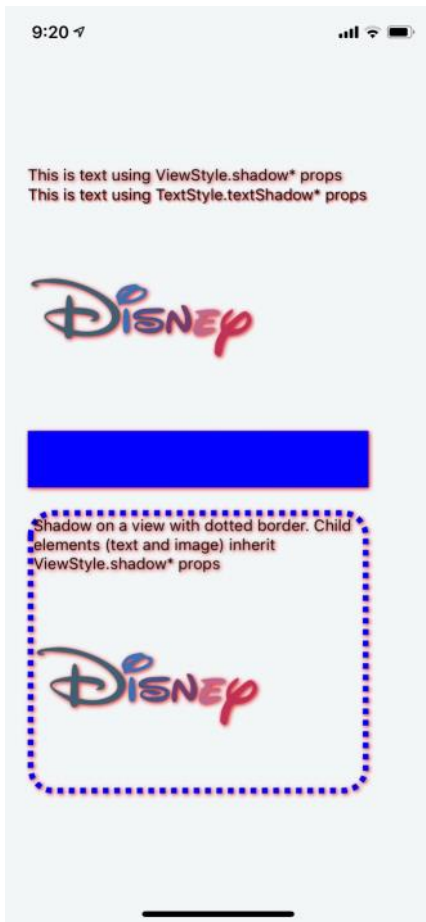 9:20
This is text using ViewStyle.shadow* props
This is text using TextStyle.textShadow* props
Disney
Shadow on a view with dotted border. Child
elements (text and image) inherit
ViewStyle.shadow* props
Disney